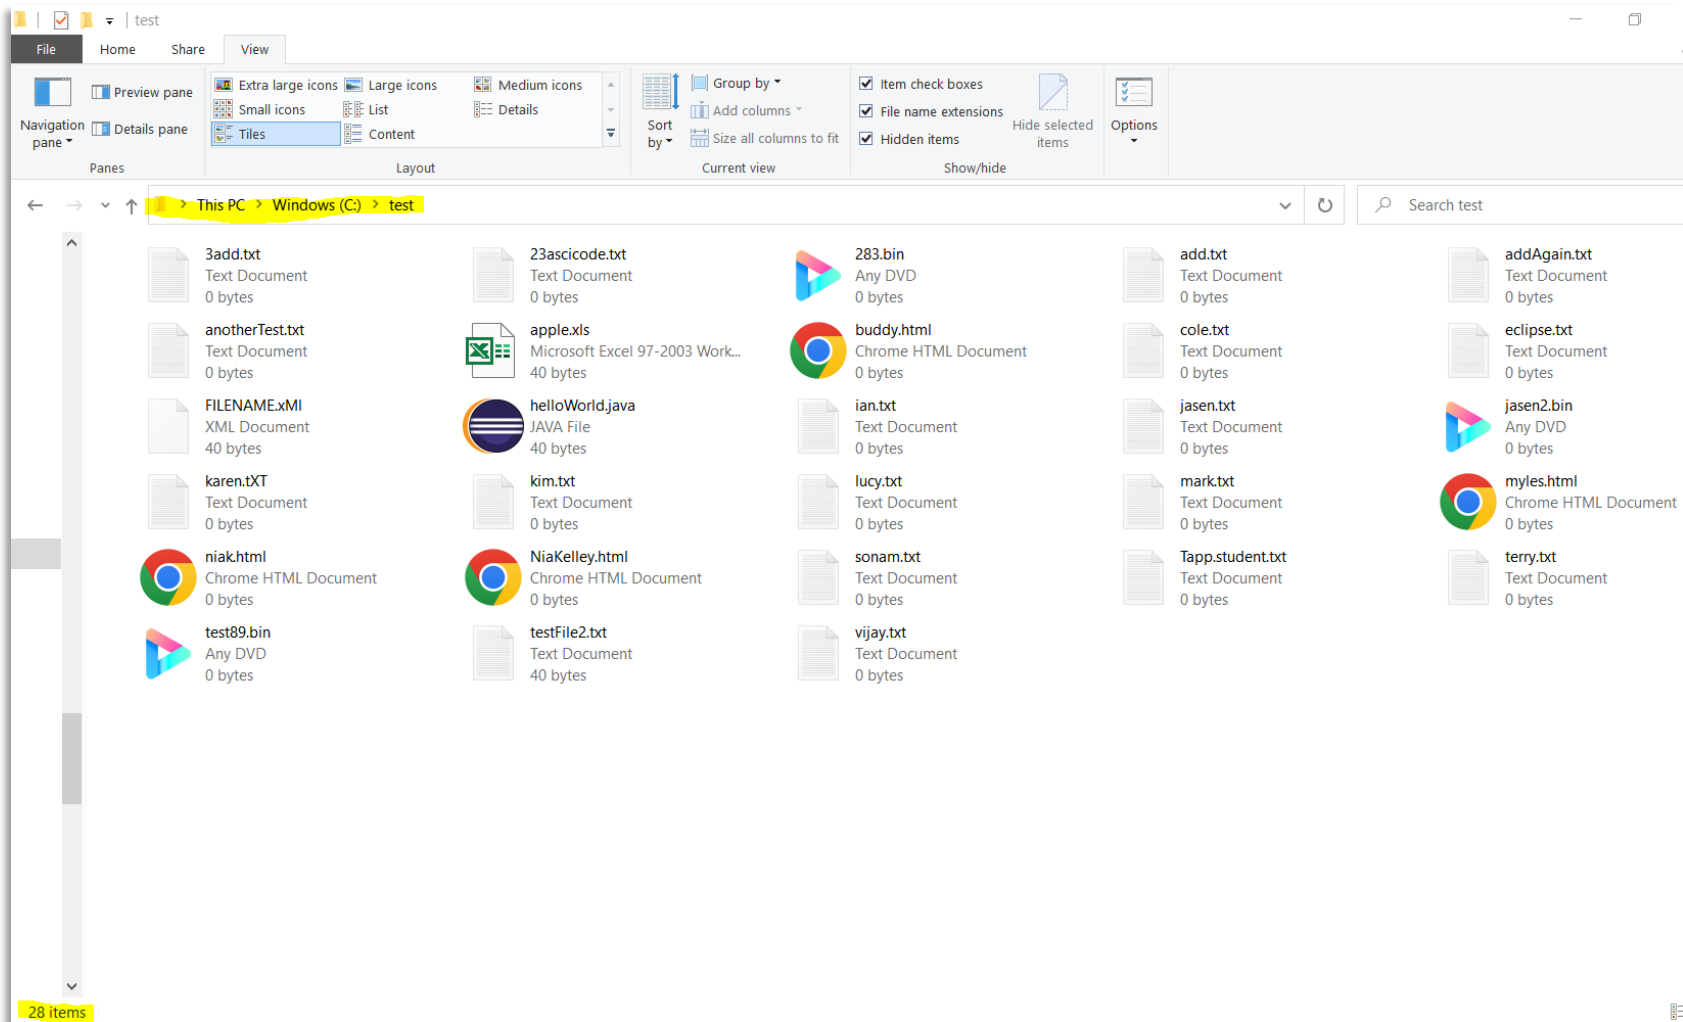 test
File Home Share View
Navigation pane
Preview pane
Details pane
Panes
Extra large icons Large icons Medium icons
Small icons List Details
Tiles Content
Layout
Sort by
Group by
Add columns
Size all columns to fit
Current view
Item check boxes
File name extensions
Hidden items
Hide selected items
Show/hide
Options
This PC Windows (C:) test
Search test
3add.txt
Text Document
0 bytes
23ascicode.txt
Text Document
0 bytes
283.bin
Any DVD
0 bytes
add.txt
Text Document
0 bytes
addAgain.txt
Text Document
0 bytes
anotherTest.txt
Text Document
0 bytes
apple.xls
Microsoft Excel 97-2003 Work...
40 bytes
buddy.html
Chrome HTML Document
0 bytes
cole.txt
Text Document
0 bytes
eclipse.txt
Text Document
0 bytes
FILENAME.xMl
XML Document
40 bytes
helloWorld.java
JAVA File
40 bytes
ian.txt
Text Document
0 bytes
jasen.txt
Text Document
0 bytes
jasen2.bin
Any DVD
0 bytes
karen.tXT
Text Document
0 bytes
kim.txt
Text Document
0 bytes
lucy.txt
Text Document
0 bytes
mark.txt
Text Document
0 bytes
myles.html
Chrome HTML Document
0 bytes
niak.html
Chrome HTML Document
0 bytes
NiaKelley.html
Chrome HTML Document
0 bytes
sonam.txt
Text Document
0 bytes
Tapp.student.txt
Text Document
0 bytes
terry.txt
Text Document
0 bytes
test89.bin
Any DVD
0 bytes
testFile2.txt
Text Document
40 bytes
vijay.txt
Text Document
0 bytes
28 items